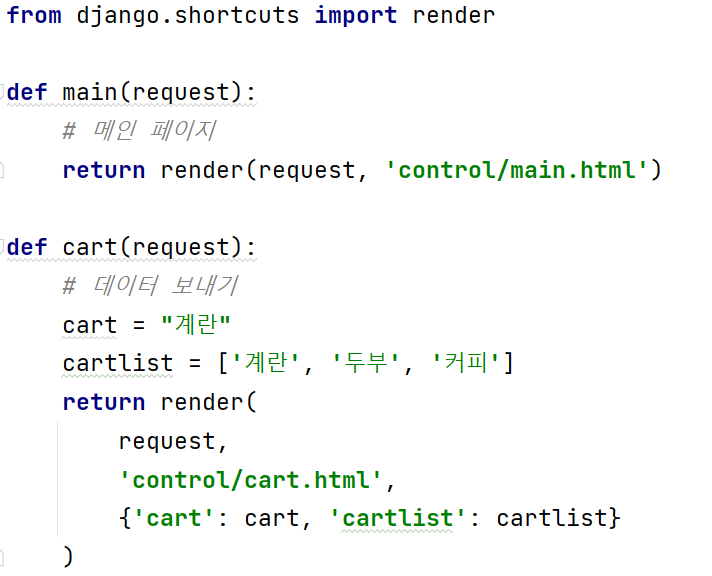 from django.shortcuts import render
def main(request):
# 메인 페이지
return render(request, 'control/main.html')
def cart(request):
# 데이터 보내기
cart = "계란"
cartlist = ['계란', '두부', '커피']
return render(
request,
'control/cart.html',
{'cart': cart, 'cartlist': cartlist}
)